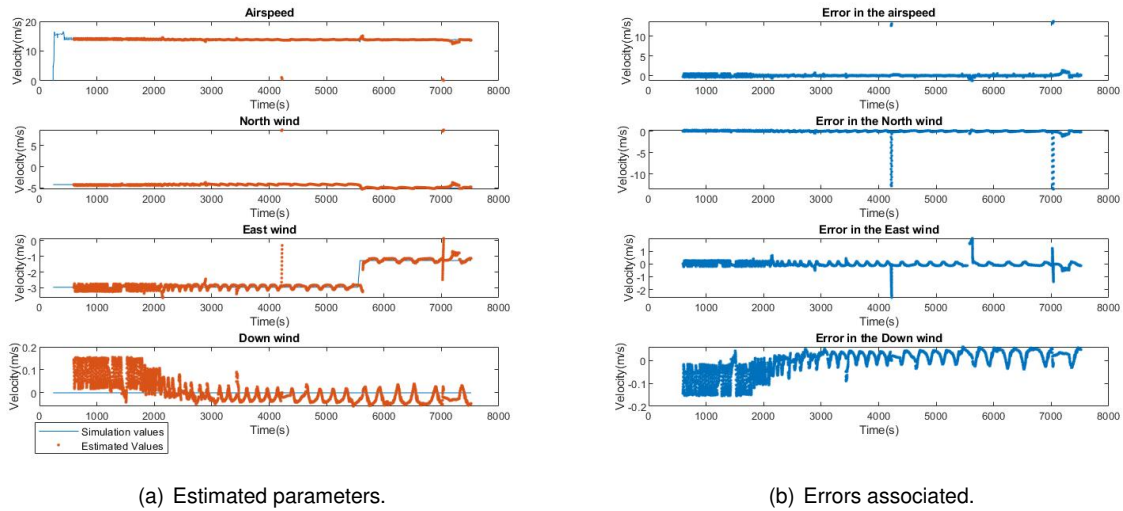 Airspeed
Velocity(m/s)
20
10
0
0 1000 2000 3000 4000 5000 6000 7000 8000
Time(s)
North wind
Velocity(m/s)
5
0
-5
0 1000 2000 3000 4000 5000 6000 7000 8000
Time(s)
East wind
Velocity(m/s)
0
-1
-2
-3
0 1000 2000 3000 4000 5000 6000 7000 8000
Time(s)
Down wind
Velocity(m/s)
0.2
0.1
0
0 1000 2000 3000 4000 5000 6000 7000 8000
Time(s)
Simulation values
Estimated Values
(a) Estimated parameters.
Error in the airspeed
Velocity(m/s)
10
5
0
0 1000 2000 3000 4000 5000 6000 7000 8000
Time(s)
Error in the North wind
Velocity(m/s)
0
-5
-10
0 1000 2000 3000 4000 5000 6000 7000 8000
Time(s)
Error in the East wind
Velocity(m/s)
1
0
-1
-2
0 1000 2000 3000 4000 5000 6000 7000 8000
Time(s)
Error in the Down wind
Velocity(m/s)
0
-0.1
-0.2
0 1000 2000 3000 4000 5000 6000 7000 8000
Time(s)
(b) Errors associated.